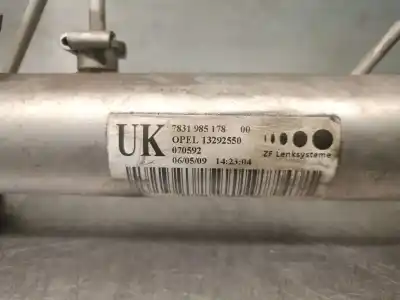 UK
7831 985 178 00
OPEL 13292550
070592
06/05/09 14:23:04
ZF Lenksysteme